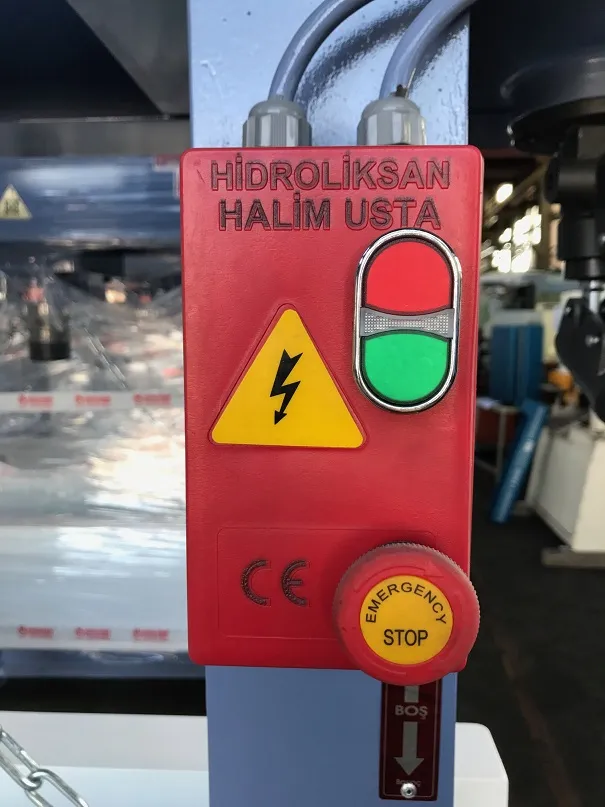 HİDROLİKSAN
HALİM USTA
CE
EMERGENCY
STOP
BOŞ